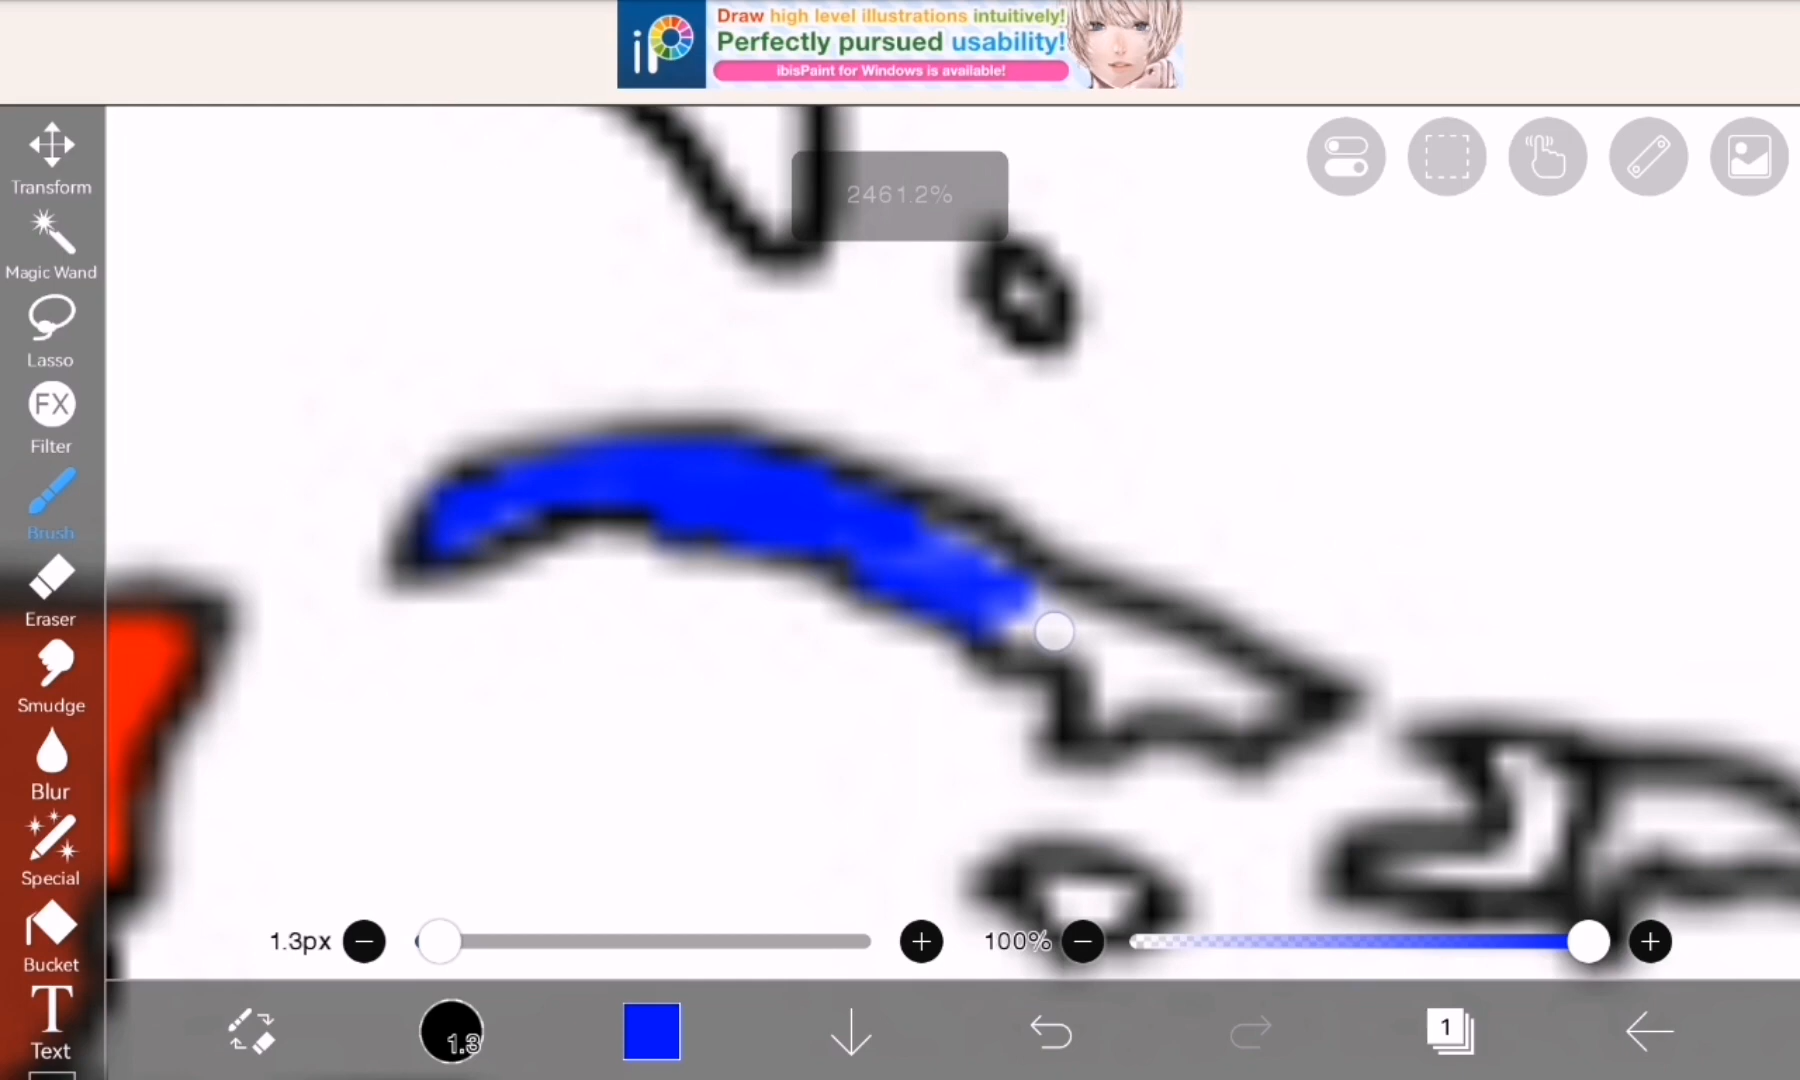 iP
Draw high level illustrations intuitively!
Perfectly pursued usability!
ibisPaint for Windows is available!
2461.2%
Transform
Magic Wand
Lasso
FX
Filter
Brush
Eraser
Smudge
Blur
Special
Bucket
T
Text
1.3px
100%
1.3
1